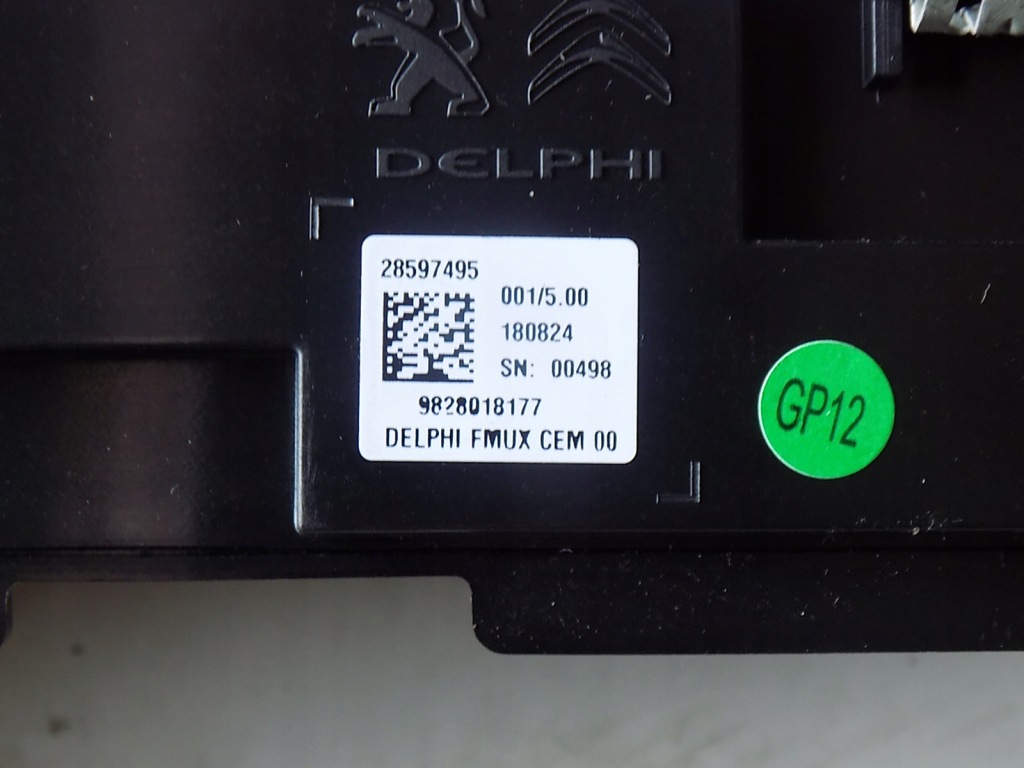 DELPHI
28597495
001/5.00
180824
SN: 00498
9828018177
DELPHI FMUX CEM 00
GP12